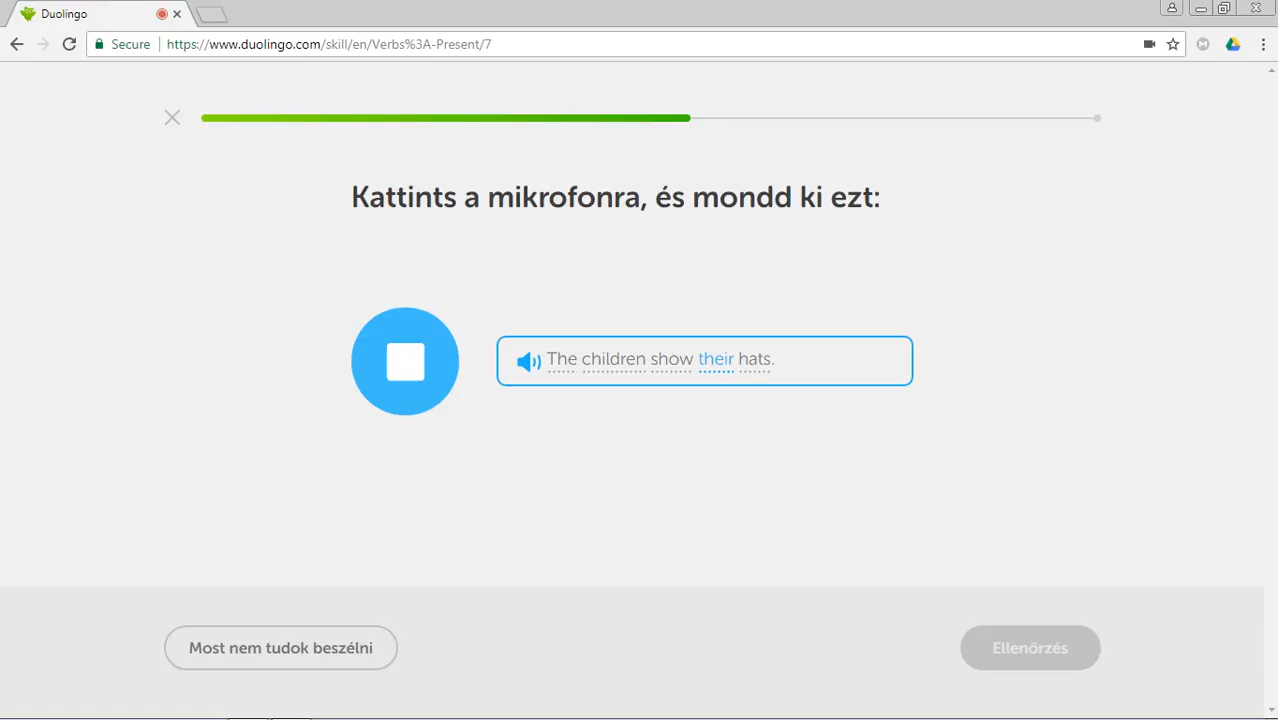 Duolingo
Secure https://www.duolingo.com/skill/en/Verbs%3A-Present/7
Kattints a mikrofonra, és mondd ki ezt:
The children show their hats.
Most nem tudok beszélni
Ellenőrzés